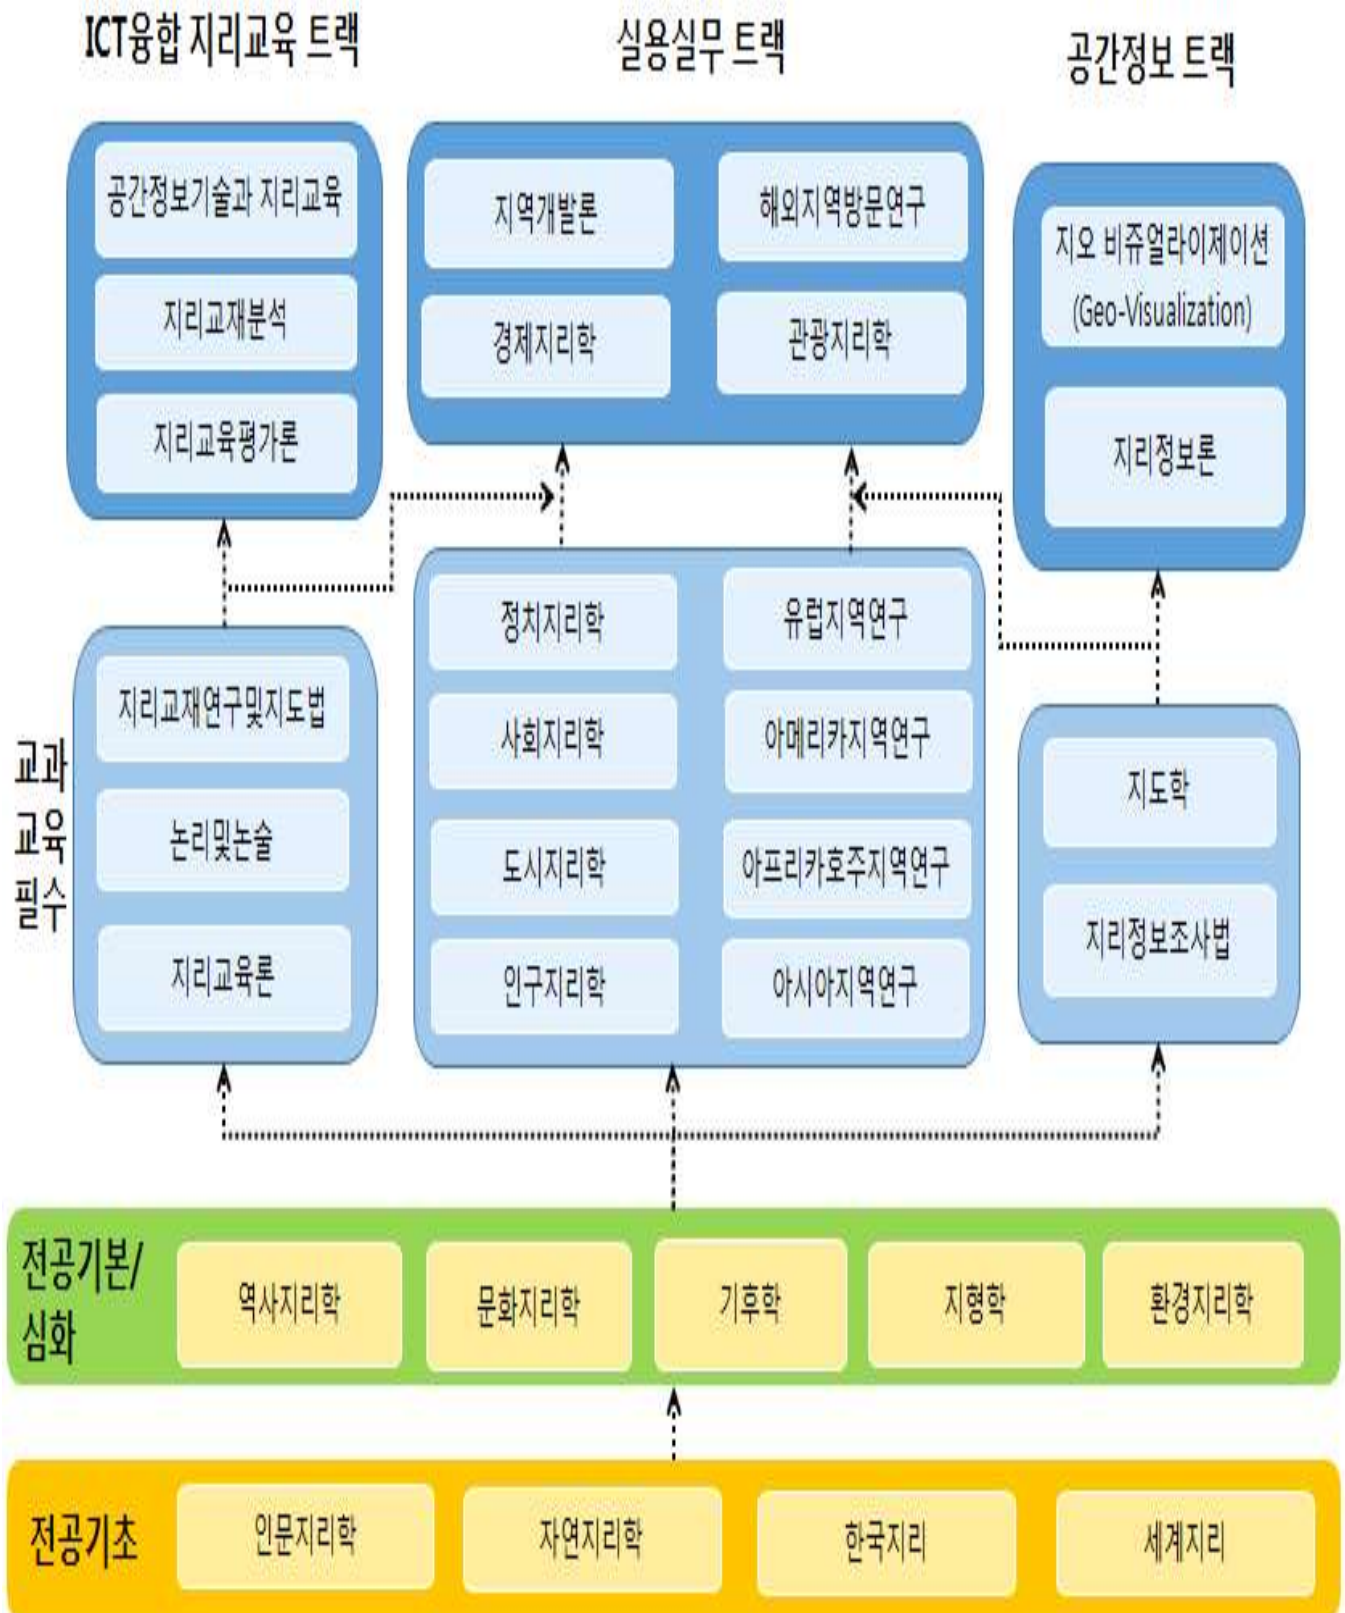 ICT융합 지리교육 트랙
공간정보기술과 지리교육
지리교재분석
지리교육평가론
실용실무 트랙
지역개발론
해외지역방문연구
경제지리학
관광지리학
공간정보 트랙
지오 비쥬얼라이제이션
(Geo-Visualization)
지리정보론
교과
교육
필수
지리교재연구및지도법
논리및논술
지리교육론
정치지리학
유럽지역연구
사회지리학
아메리카지역연구
도시지리학
아프리카호주지역연구
인구지리학
아시아지역연구
지도학
지리정보조사법
전공기본/
심화
역사지리학
문화지리학
기후학
지형학
환경지리학
전공기초
인문지리학
자연지리학
한국지리
세계지리